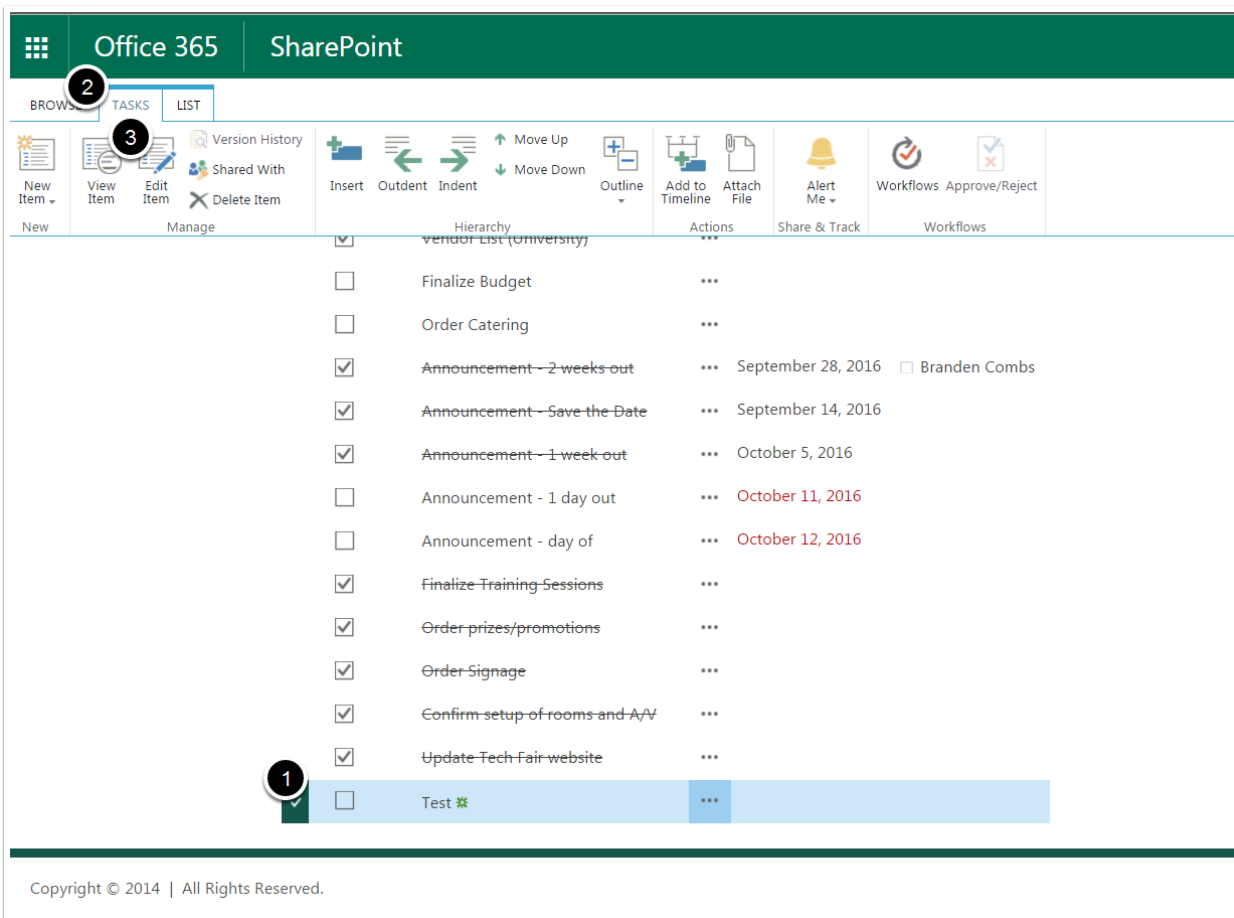 Office 365 SharePoint
2
BROWS TASKS LIST
3
Version History
Shared With
Delete Item
Move Up
Move Down
New Item
View Item
Edit Item
Insert Outdent Indent
Outline
Add to Timeline
Attach File
Alert Me
Workflows Approve/Reject
New Manage Hierarchy Actions Share & Track Workflows
Vendor List (University) ...
Finalize Budget ...
Order Catering ...
Announcement - 2 weeks out ... September 28, 2016 Branden Combs
Announcement - Save the Date ... September 14, 2016
Announcement - 1 week out ... October 5, 2016
Announcement - 1 day out ... October 11, 2016
Announcement - day of ... October 12, 2016
Finalize Training Sessions ...
Order prizes/promotions ...
Order Signage ...
Confirm setup of rooms and A/V ...
Update Tech Fair website ...
1
Test ...
Copyright © 2014 | All Rights Reserved.